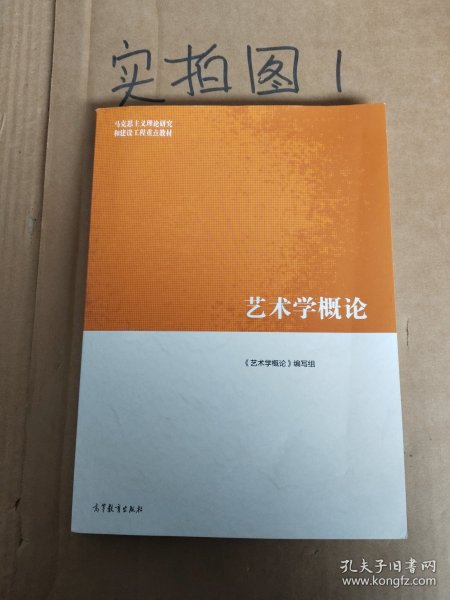 实拍图1
马克思主义理论研究
和建设工程重点教材
艺术学概论
《艺术学概论》编写组
高等教育出版社
孔夫子旧书网
www.kongfz.com